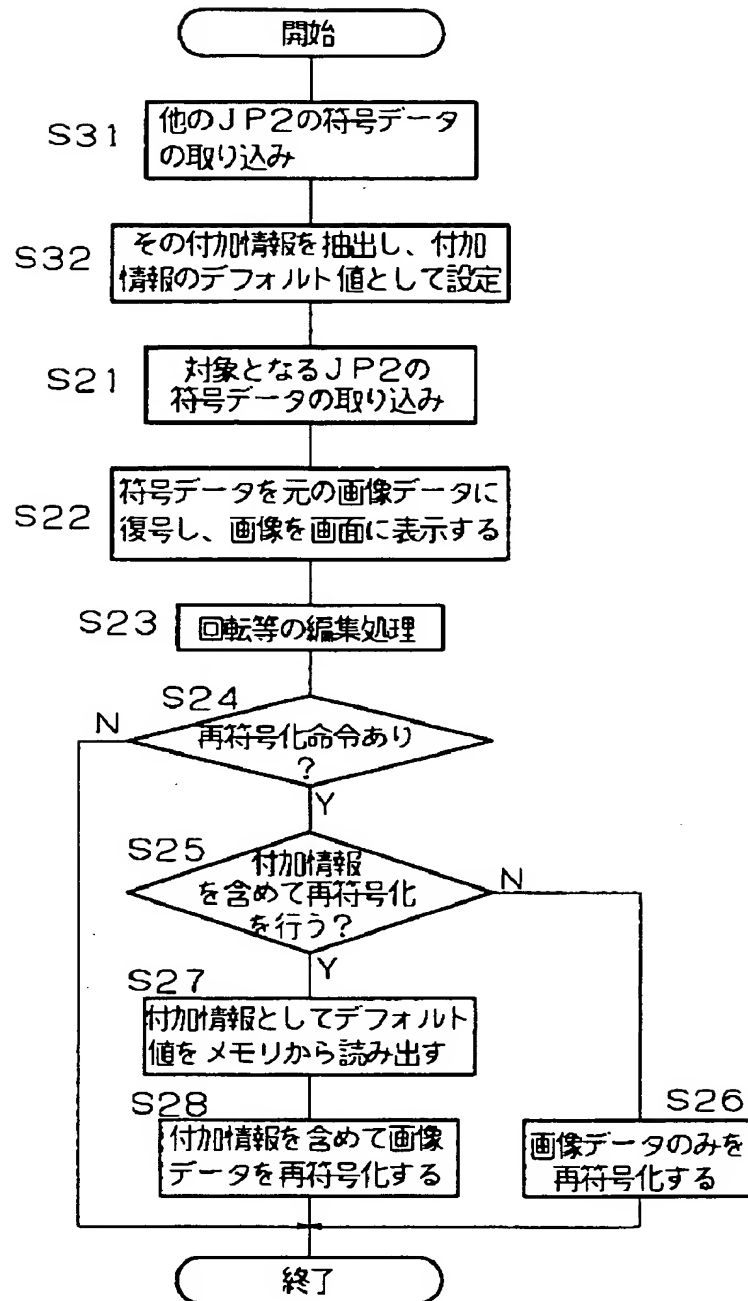 開始
S31
他のJP2の符号データ
の取り込み
S32
その付加情報を抽出し、付加
情報のデフォルト値として設定
S21
対象となるJP2の
符号データの取り込み
S22
符号データを元の画像データに
復号し、画像を画面に表示する
S23
回転等の編集処理
S24
N
再符号化命令あり
?
Y
S25
付加情報
を含めて再符号化
を行う?
N
Y
S27
付加情報としてデフォルト
値をメモリから読み出す
S28
付加情報を含めて画像
データを再符号化する
S26
画像データのみを
再符号化する
終了